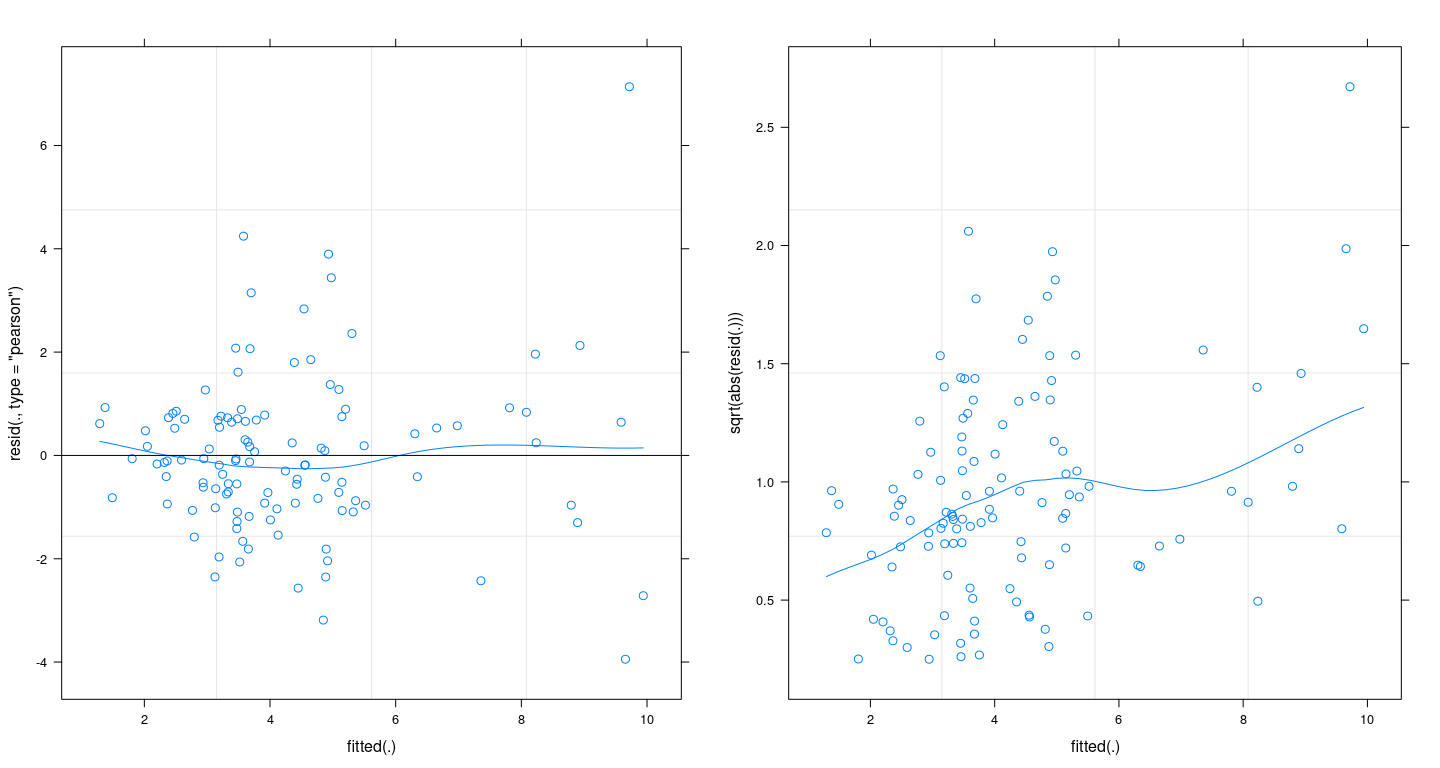 6
4
2
0
-2
-4
2 4 6 8 10
fitted(.)
resid(., type = "pearson")
2.5
2.0
1.5
1.0
0.5
2 4 6 8 10
fitted(.)
sqrt(abs(resid(.)))